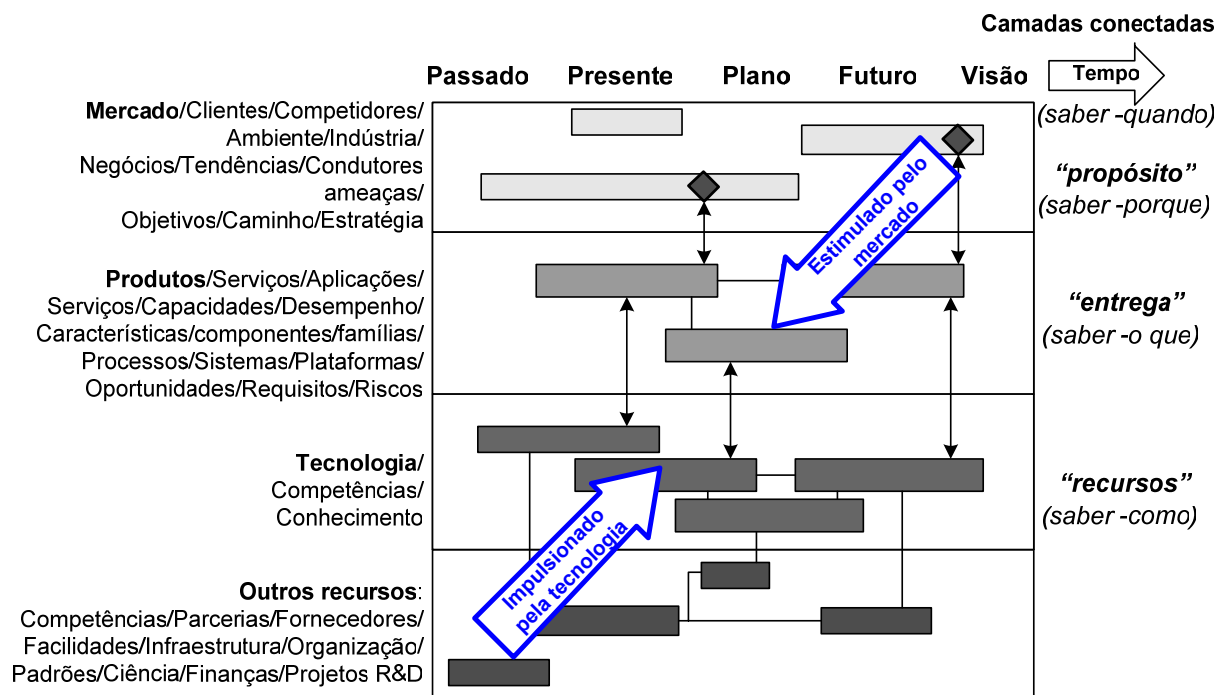 Camadas conectadas
Passado Presente Plano Futuro Visão Tempo
(saber -quando)
Mercado/Clientes/Competidores/
Ambiente/Indústria/
Negócios/Tendências/Condutores
ameaças/
Objetivos/Caminho/Estratégia
"propósito"
(saber -porque)
Estimulado pelo
mercado
Produtos/Serviços/Aplicações/
Serviços/Capacidades/Desempenho/
Características/componentes/famílias/
Processos/Sistemas/Plataformas/
Oportunidades/Requisitos/Riscos
"entrega"
(saber -o que)
Tecnologia/
Competências/
Conhecimento
"recursos"
(saber -como)
Impulsionado
pela tecnologia
Outros recursos:
Competências/Parcerias/Fornecedores/
Facilidades/Infraestrutura/Organização/
Padrões/Ciência/Finanças/Projetos R&D